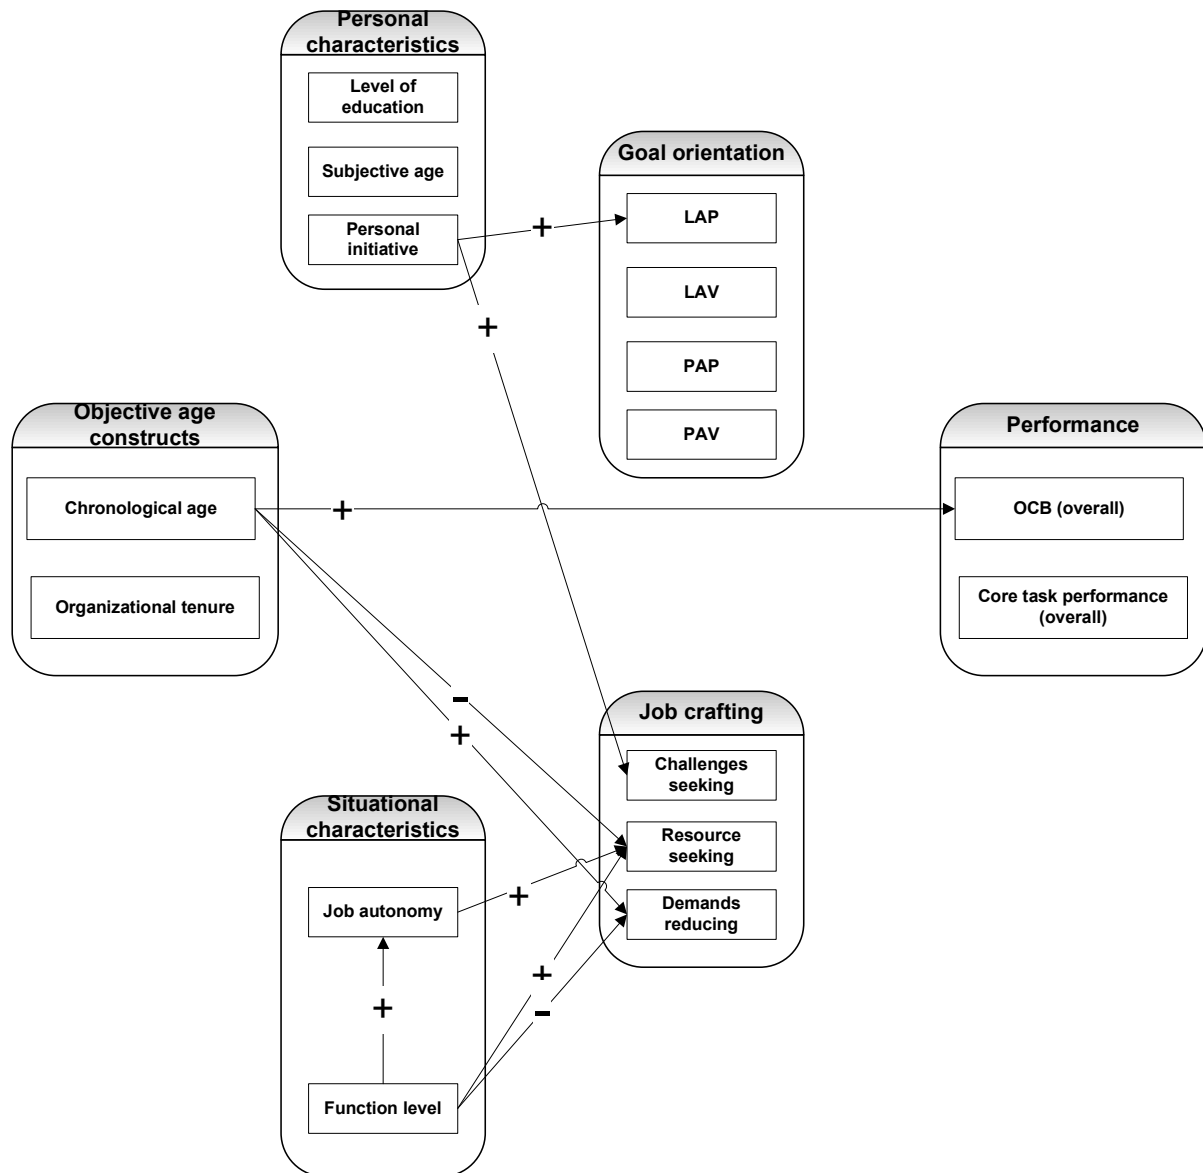 Personal
characteristics
Level of
education
Subjective age
Personal
initiative
Goal orientation
LAP
LAV
PAP
PAV
+
+
Objective age
constructs
Chronological age
Organizational tenure
+
Performance
OCB (overall)
Core task performance
(overall)
-
+
Job crafting
Challenges
seeking
Resource
seeking
Demands
reducing
Situational
characteristics
Job autonomy
Function level
+
+
+
-